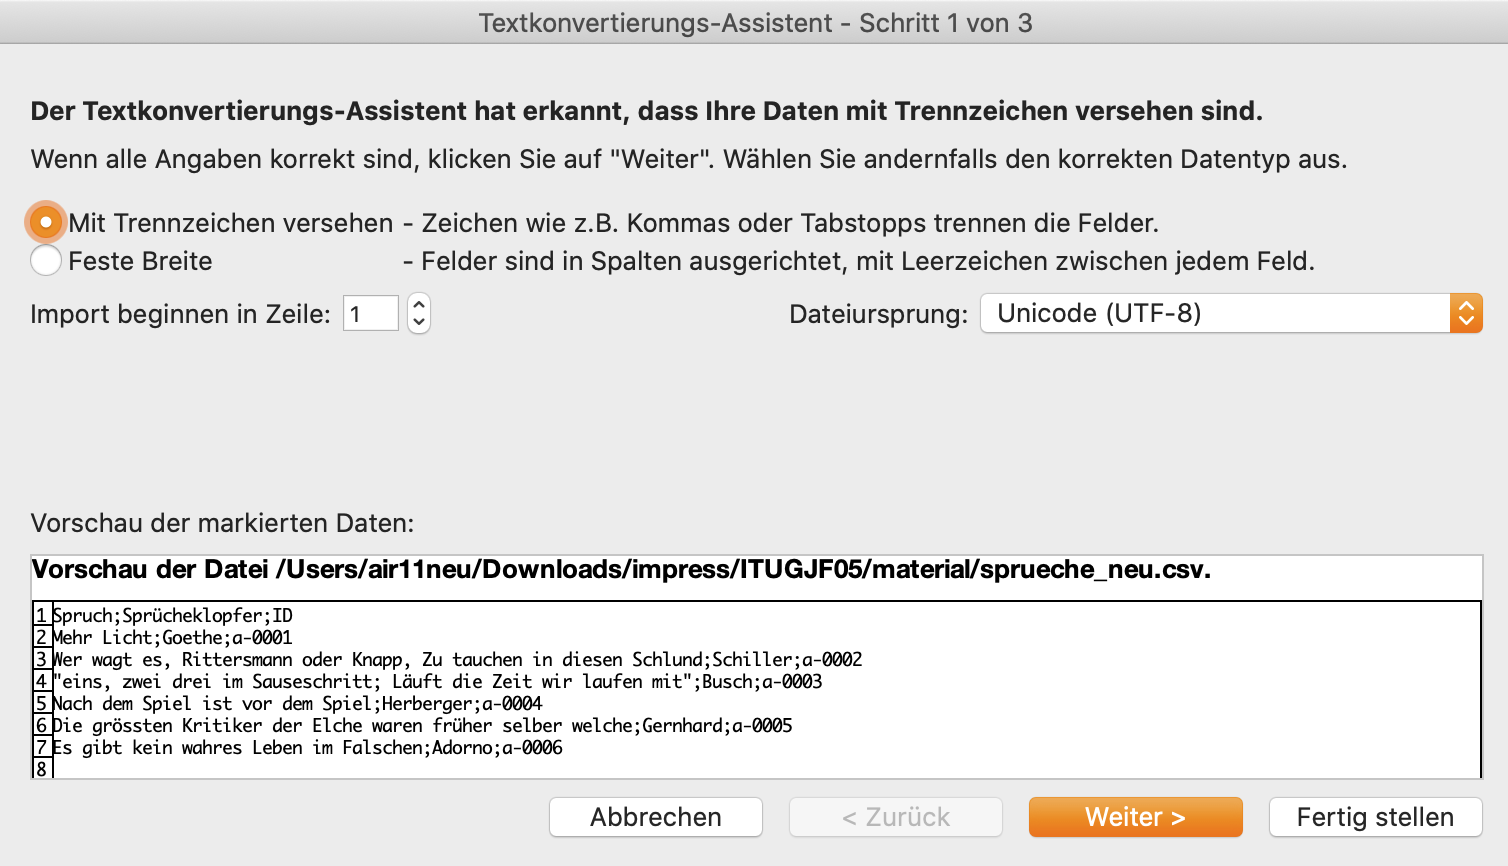 Textkonvertierungs-Assistent - Schritt 1 von 3
Der Textkonvertierungs-Assistent hat erkannt, dass Ihre Daten mit Trennzeichen versehen sind.
Wenn alle Angaben korrekt sind, klicken Sie auf "Weiter". Wählen Sie andernfalls den korrekten Datentyp aus.
Mit Trennzeichen versehen - Zeichen wie z.B. Kommas oder Tabstopps trennen die Felder.
Feste Breite - Felder sind in Spalten ausgerichtet, mit Leerzeichen zwischen jedem Feld.
Import beginnen in Zeile: 1 Dateiursprung: Unicode (UTF-8)
Vorschau der markierten Daten:
Vorschau der Datei /Users/air11neu/Downloads/impress/ITUGJF05/material/sprueche_neu.csv.
1 Spruch;Sprücheklopfer;ID
2 Mehr Licht;Goethe;a-0001
3 Wer wagt es, Rittersmann oder Knapp, Zu tauchen in diesen Schlund;Schiller;a-0002
4 "eins, zwei drei im Sauseschritt; Läuft die Zeit wir laufen mit";Busch;a-0003
5 Nach dem Spiel ist vor dem Spiel;Herberger;a-0004
6 Die grössten Kritiker der Elche waren früher selber welche;Gernhard;a-0005
7 Es gibt kein wahres Leben im Falschen;Adorno;a-0006
8
Abbrechen < Zurück Weiter > Fertig stellen